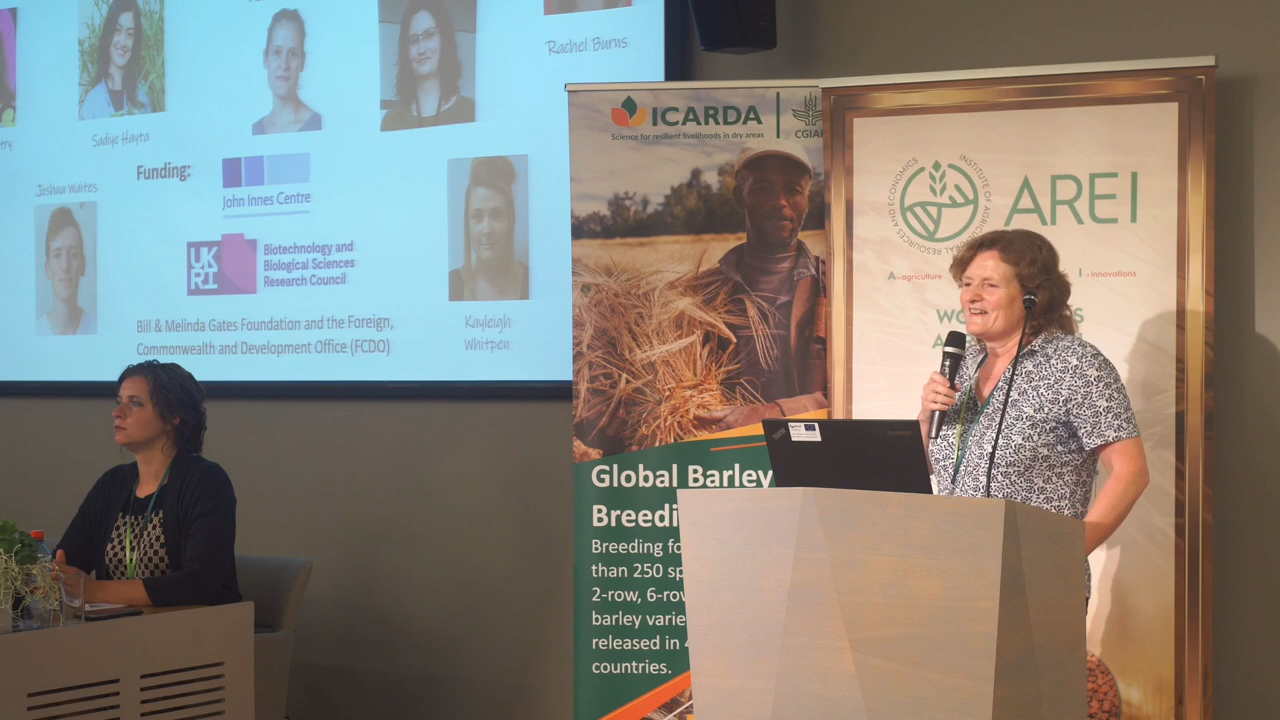 Rachel Burns
Sadiye Hayta
Joshua Waites
Funding:
John Innes Centre
UK
RI
Biotechnology and
Biological Sciences
Research Council
Bill & Melinda Gates Foundation and the Foreign,
Commonwealth and Development Office (FCDO)
Kayleigh
Whitpen
ICARDA
Science for resilient livelihoods in dry areas
CGIAR
Global Barley
Breedi
Breeding fo
than 250 sp
2-row, 6-row
barley varie
released in 4
countries.
INSTITUTE OF AGRICULTURAL RESOURCES AND ECONOMICS
AREI
A - agriculture
I - innovations